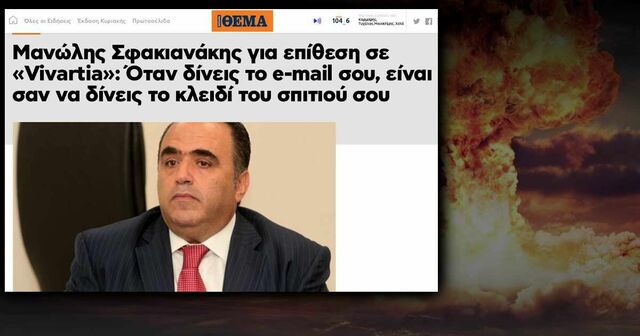 Όλες οι Ειδήσεις Έκδοση Κυριακής Πρωτοσέλιδα
ΘΕΜΑ
104 6
Μανώλης Σφακιανάκης για επίθεση σε
«Vivartia»: Όταν δίνεις το e-mail σου, είναι
σαν να δίνεις το κλειδί του σπιτιού σου